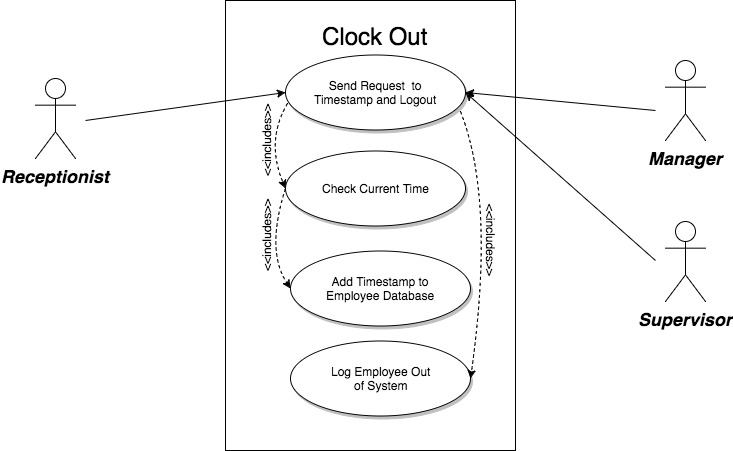 Clock Out
Send Request to
Timestamp and Logout
<<includes>>
Check Current Time
<<includes>>
<<includes>>
Add Timestamp to
Employee Database
Log Employee Out
of System
Receptionist
Manager
Supervisor